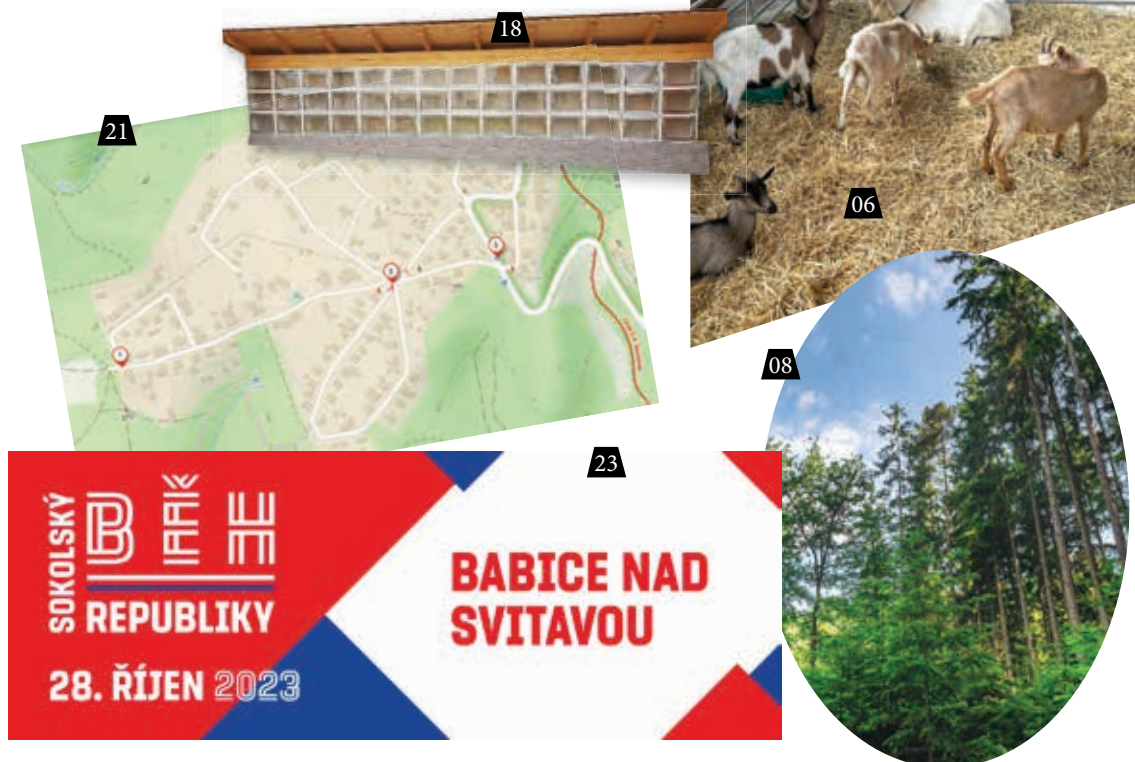 18
21
06
08
23
SOKOLSKÝ
BĚH
REPUBLIKY
28. ŘÍJEN 2023
BABICE NAD
SVITAVOU